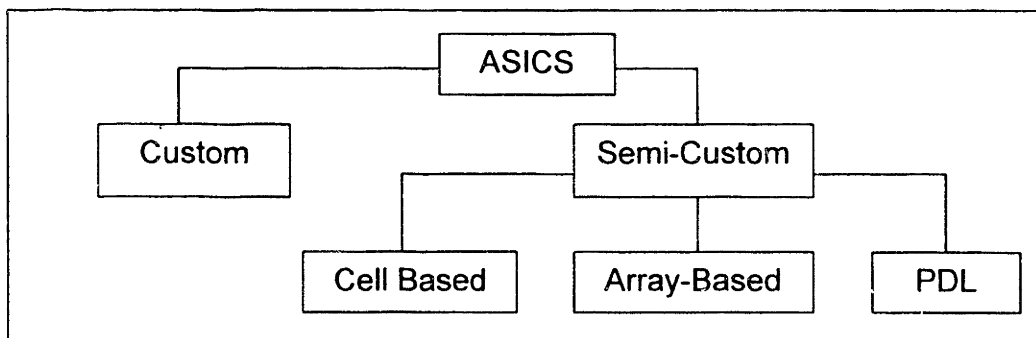 ASICS
Custom
Semi-Custom
Cell Based
Array-Based
PDL